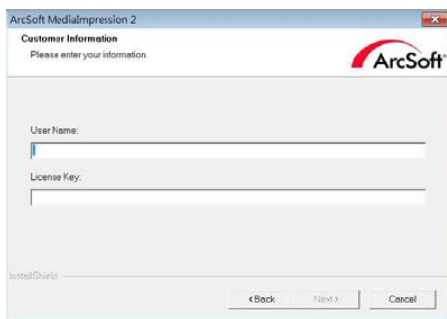 ArcSoft MediaImpression 2
Customer Information
Please enter your information.
ArcSoft
User Name:
License Key:
InstallShield
< Back Next > Cancel